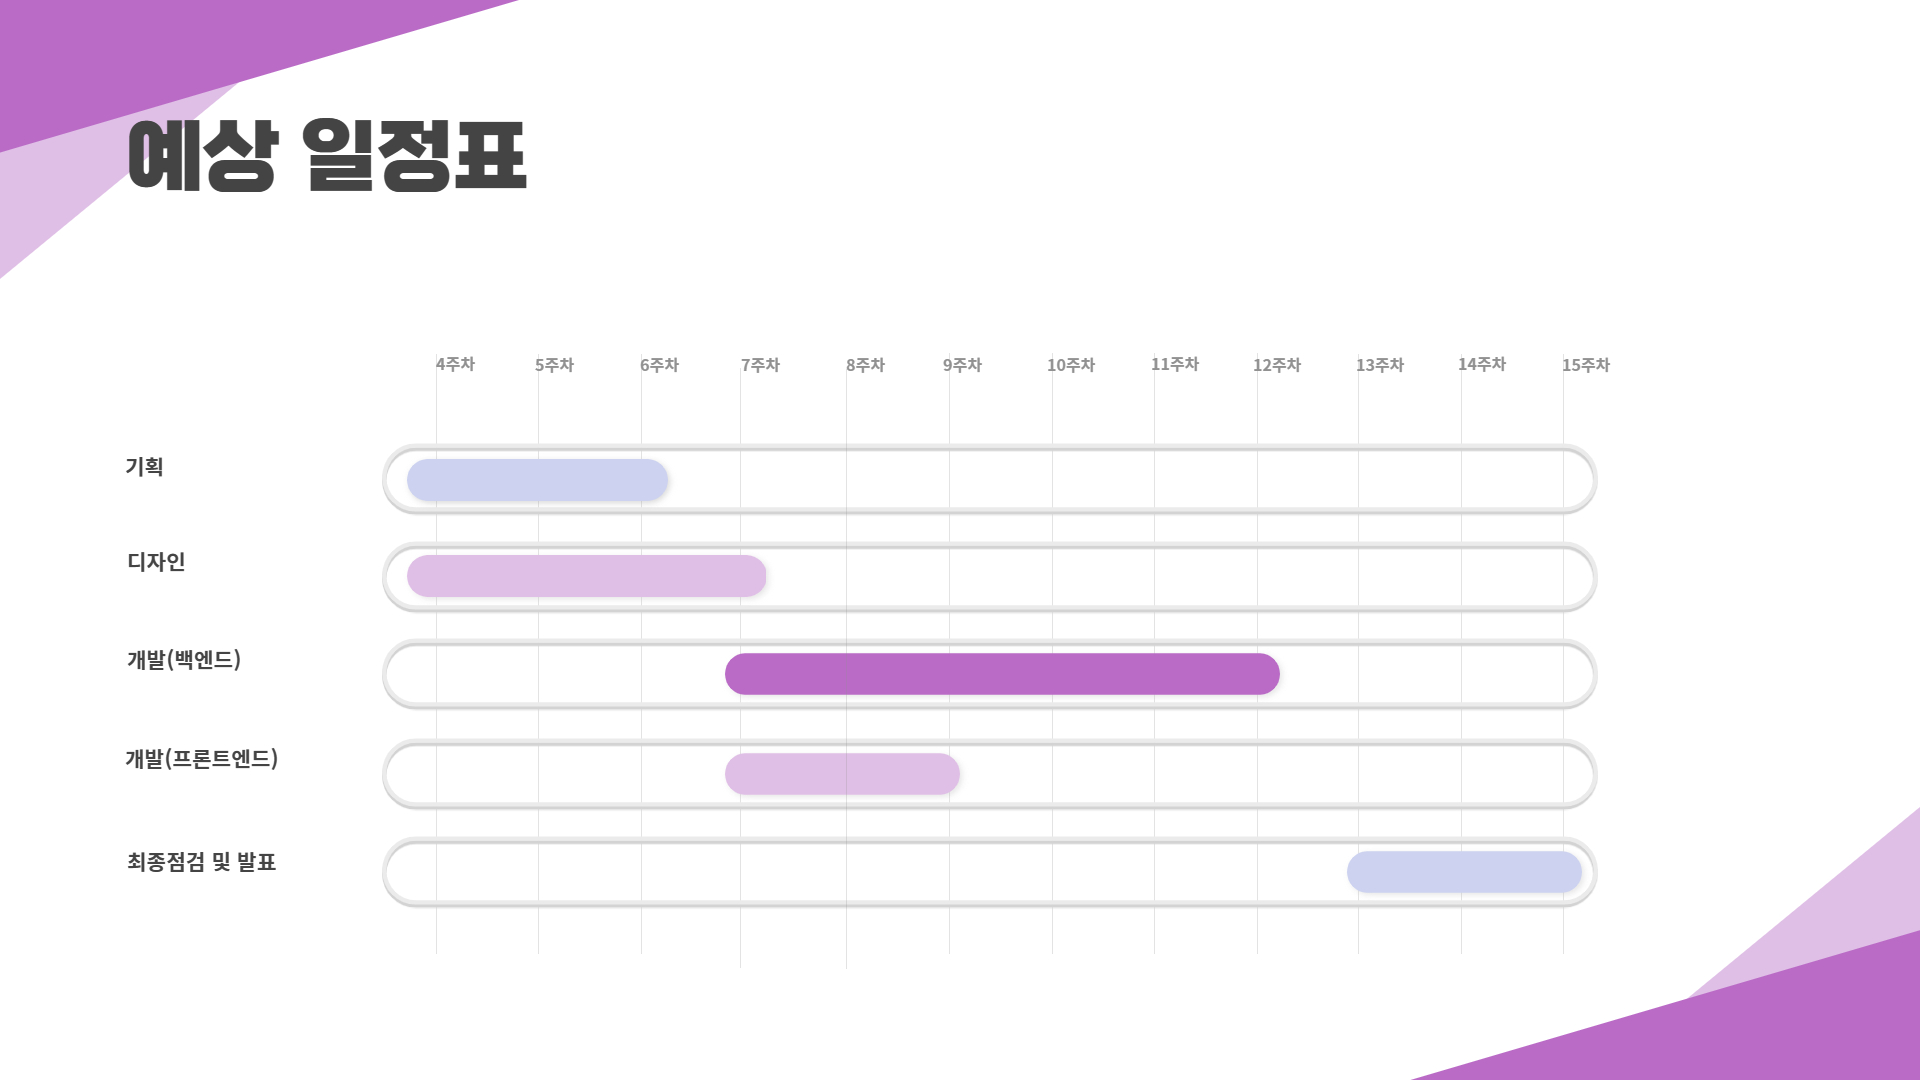 예상 일정표
4주차 5주차 6주차 7주차 8주차 9주차 10주차 11주차 12주차 13주차 14주차 15주차
기획
디자인
개발(백엔드)
개발(프론트엔드)
최종점검 및 발표